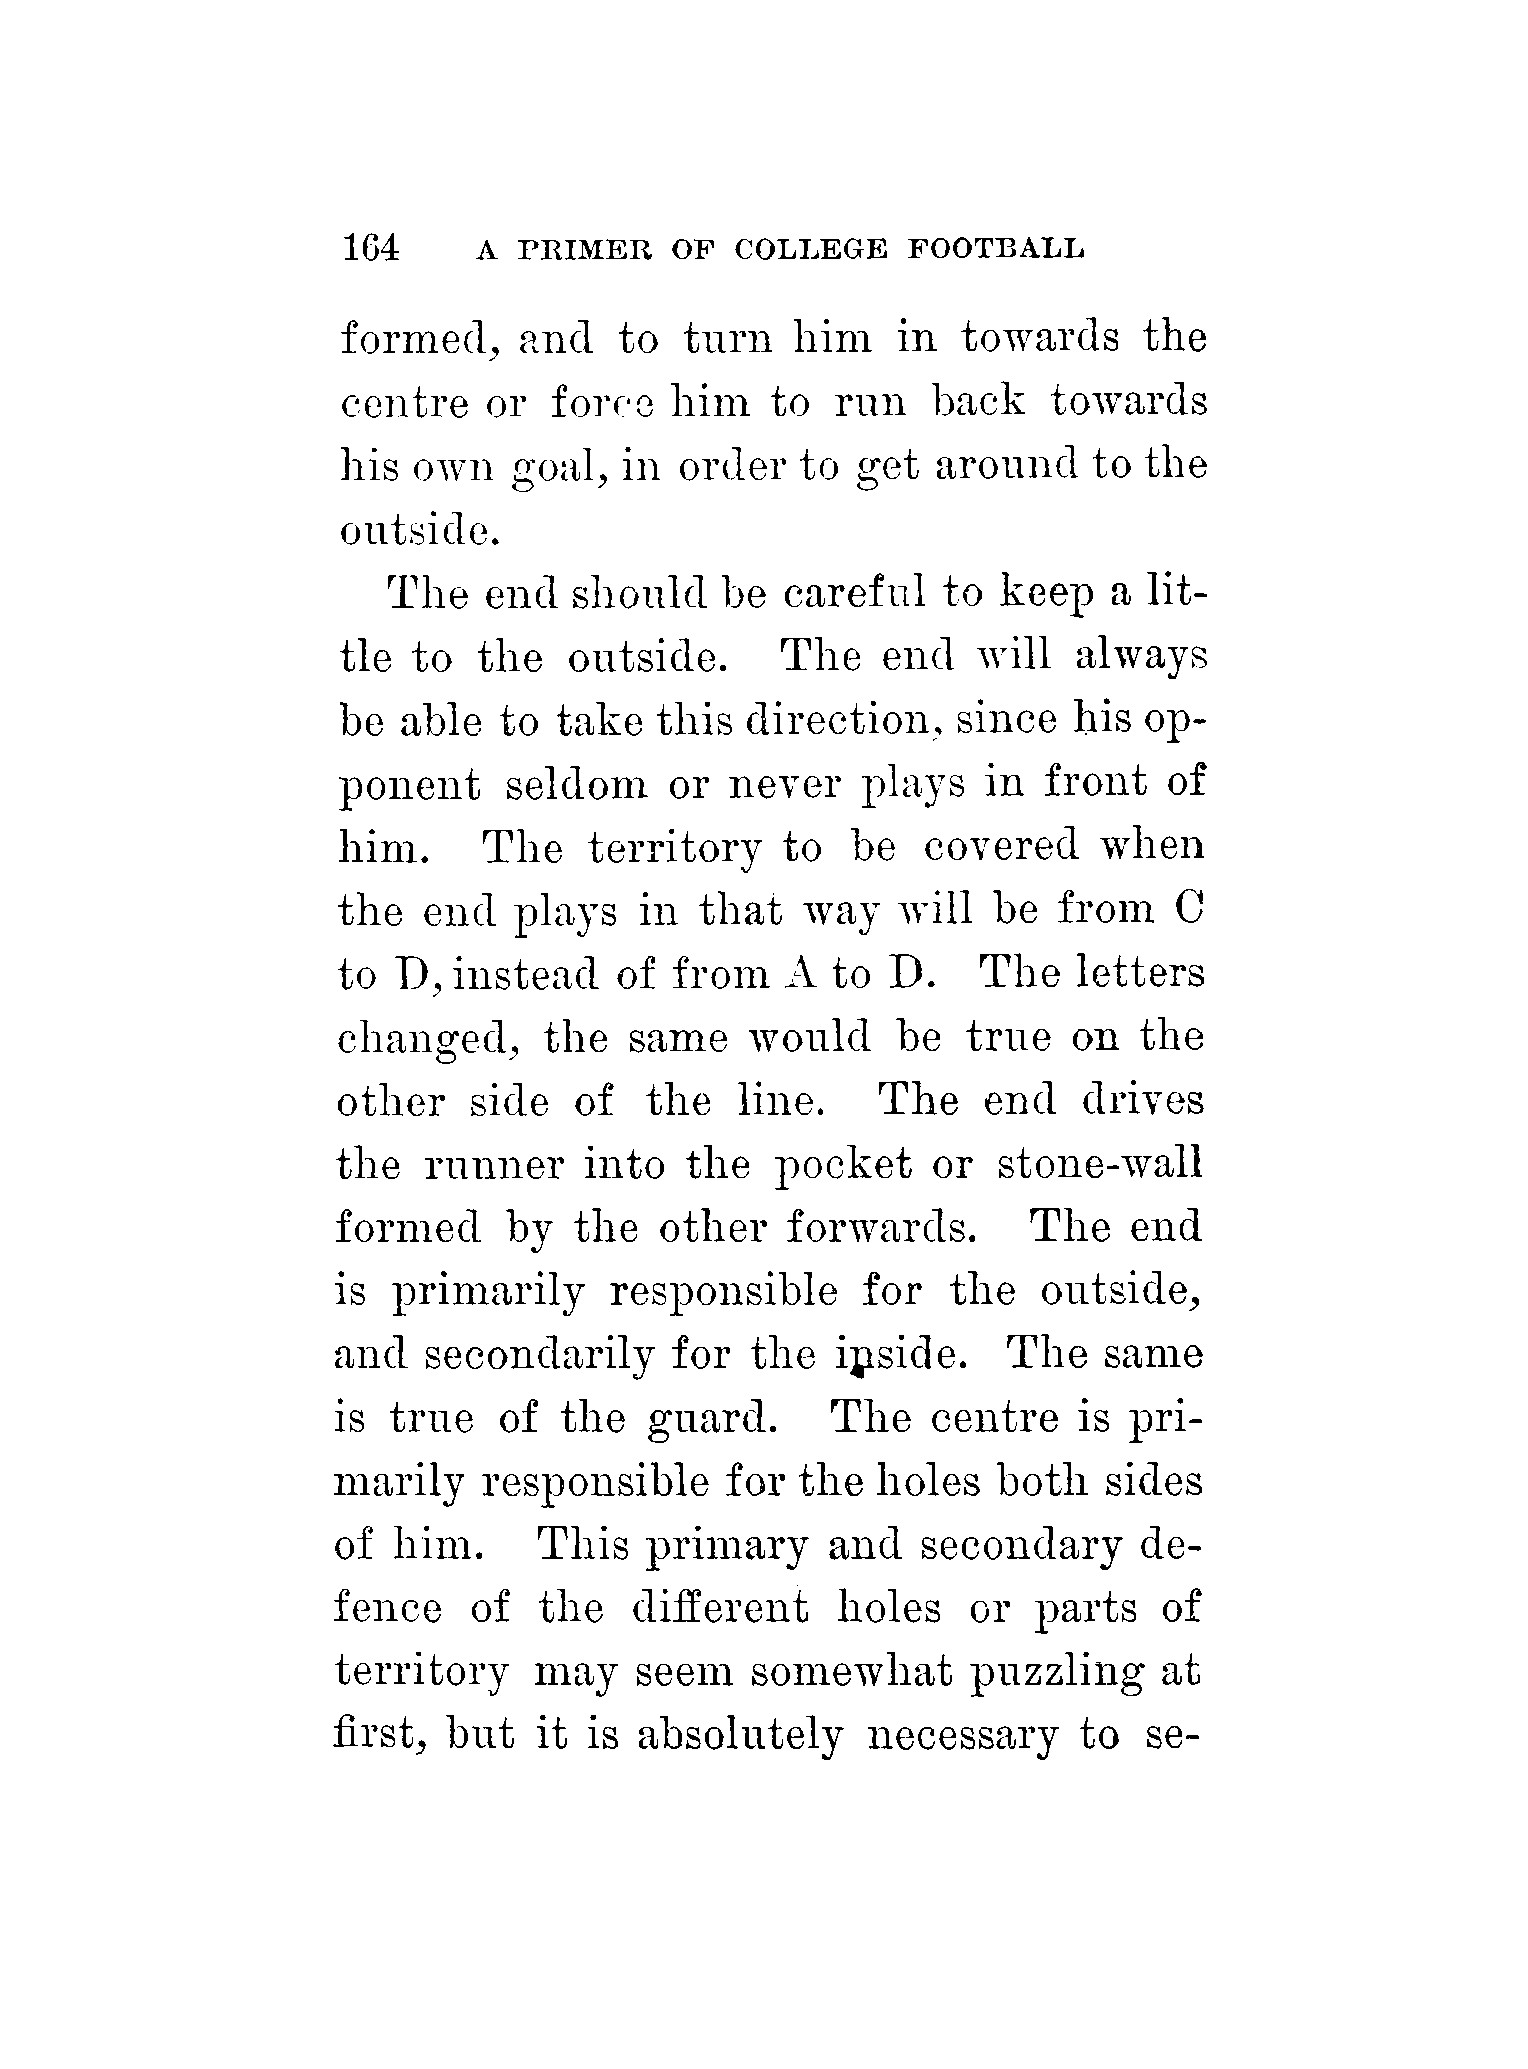 164 A PRIMER OF COLLEGE FOOTBALL
formed, and to turn him in towards the
centre or force him to run back towards
his own goal, in order to get around to the
outside.
The end should be careful to keep a lit-
tle to the outside. The end will always
be able to take this direction, since his op-
ponent seldom or never plays in front of
him. The territory to be covered when
the end plays in that way will be from C
to D, instead of from A to D. The letters
changed, the same would be true on the
other side of the line. The end drives
the runner into the pocket or stone-wall
formed by the other forwards. The end
is primarily responsible for the outside,
and secondarily for the inside. The same
is true of the guard. The centre is pri-
marily responsible for the holes both sides
of him. This primary and secondary de-
fence of the different holes or parts of
territory may seem somewhat puzzling at
first, but it is absolutely necessary to se-